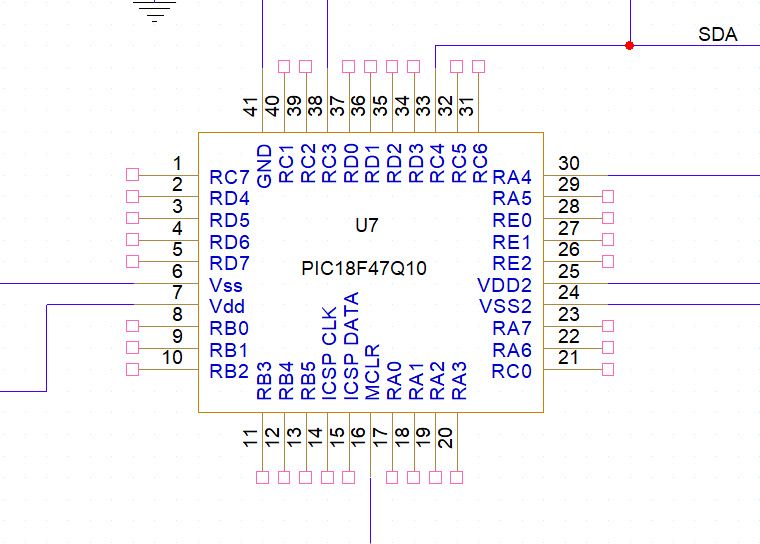 SDA
41 40 39 38 37 36 35 34 33 32 31
GND RC1 RC2 RC3 RD0 RD1 RD2 RD3 RC4 RC5 RC6
1 RC7
2 RD4
3 RD5
4 RD6
5 RD7
6 Vss
7 Vdd
8 RB0
9 RB1
10 RB2
U7
PIC18F47Q10
RA4 30
RA5 29
RE0 28
RE1 27
RE2 26
VDD2 25
VSS2 24
RA7 23
RA6 22
RC0 21
RB3 RB4 RB5 ICSP CLK ICSP DATA MCLR RA0 RA1 RA2 RA3
11 12 13 14 15 16 17 18 19 20